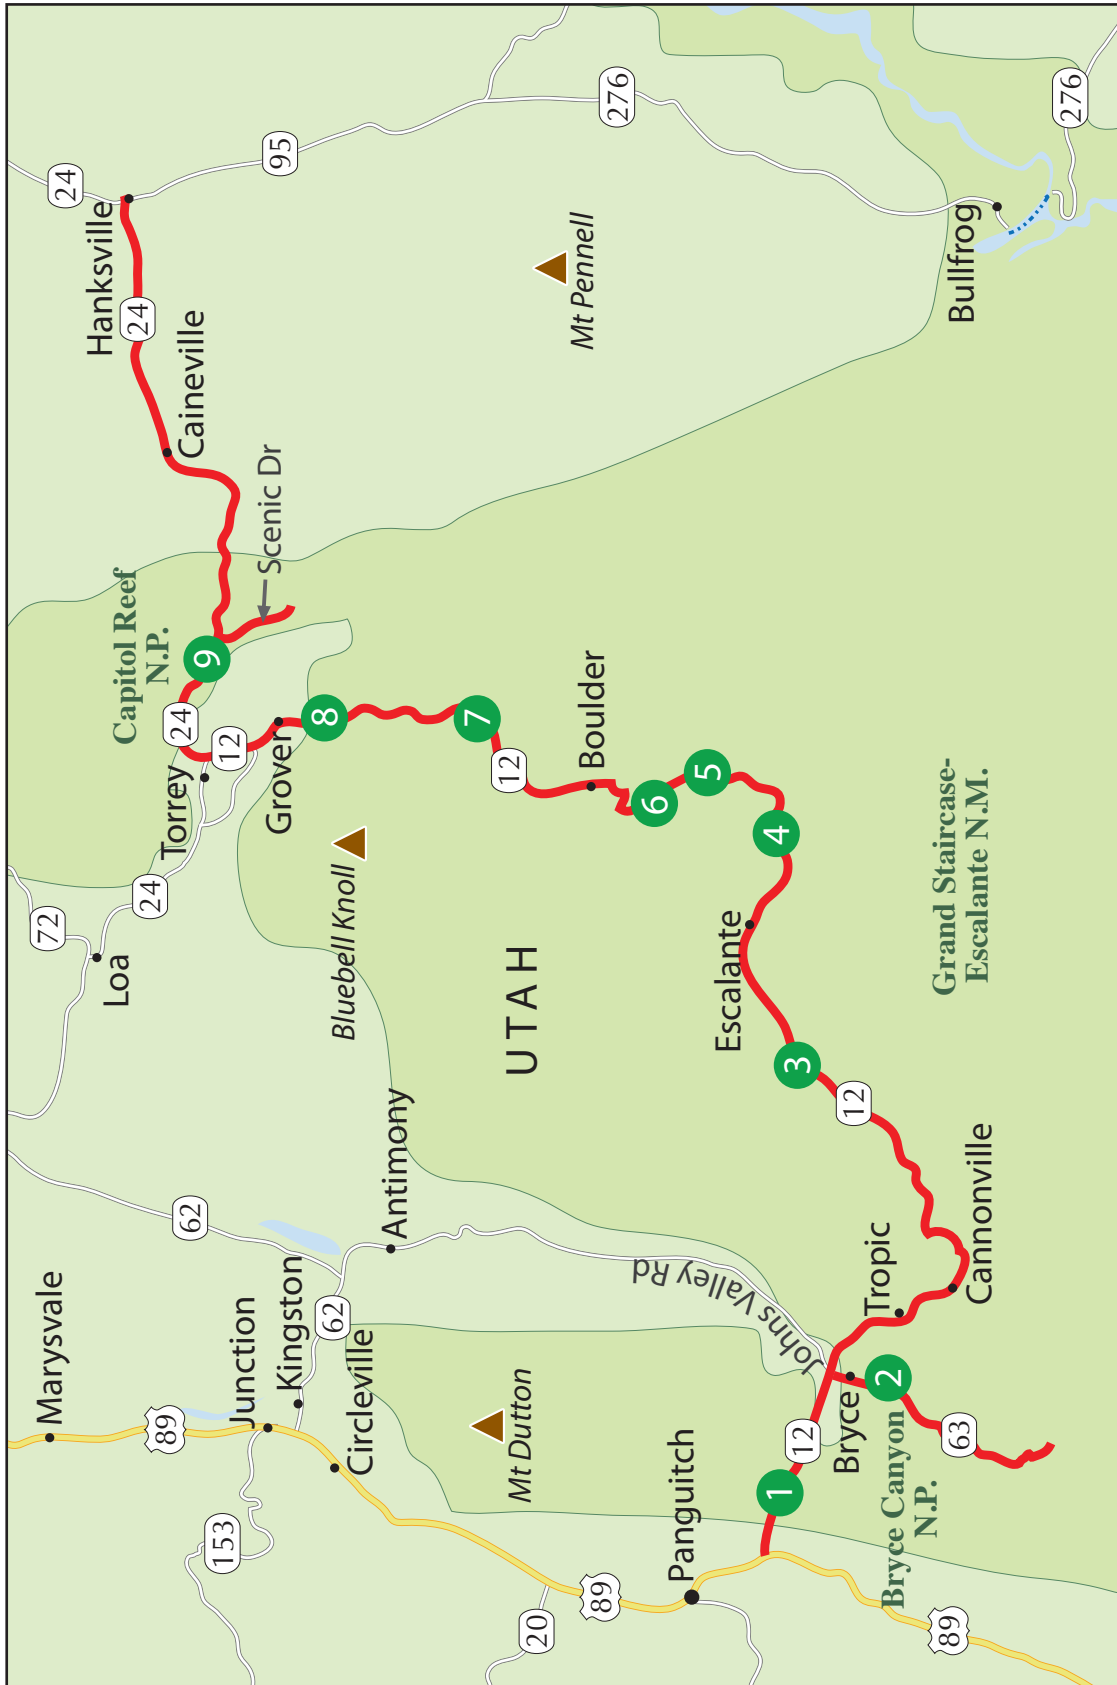 Marysvale
72
24
Hanksville
Loa
Capitol Reef
N.P.
24
24
89
Torrey
24
62
Caineville
9
153
12
Junction
Scenic Dr
Grover
95
Kingston
8
62
Bluebell Knoll
Circleville
Antimony
7
12
Mt Dutton
UTAH
20
Mt Pennell
Boulder
89
276
6
Johns Valley Rd
Panguitch
5
Escalante
4
1
3
12
Bryce
12
Tropic
2
Bryce Canyon
N.P.
89
Grand Staircase-
Escalante N.M.
63
Bullfrog
Cannonville
276